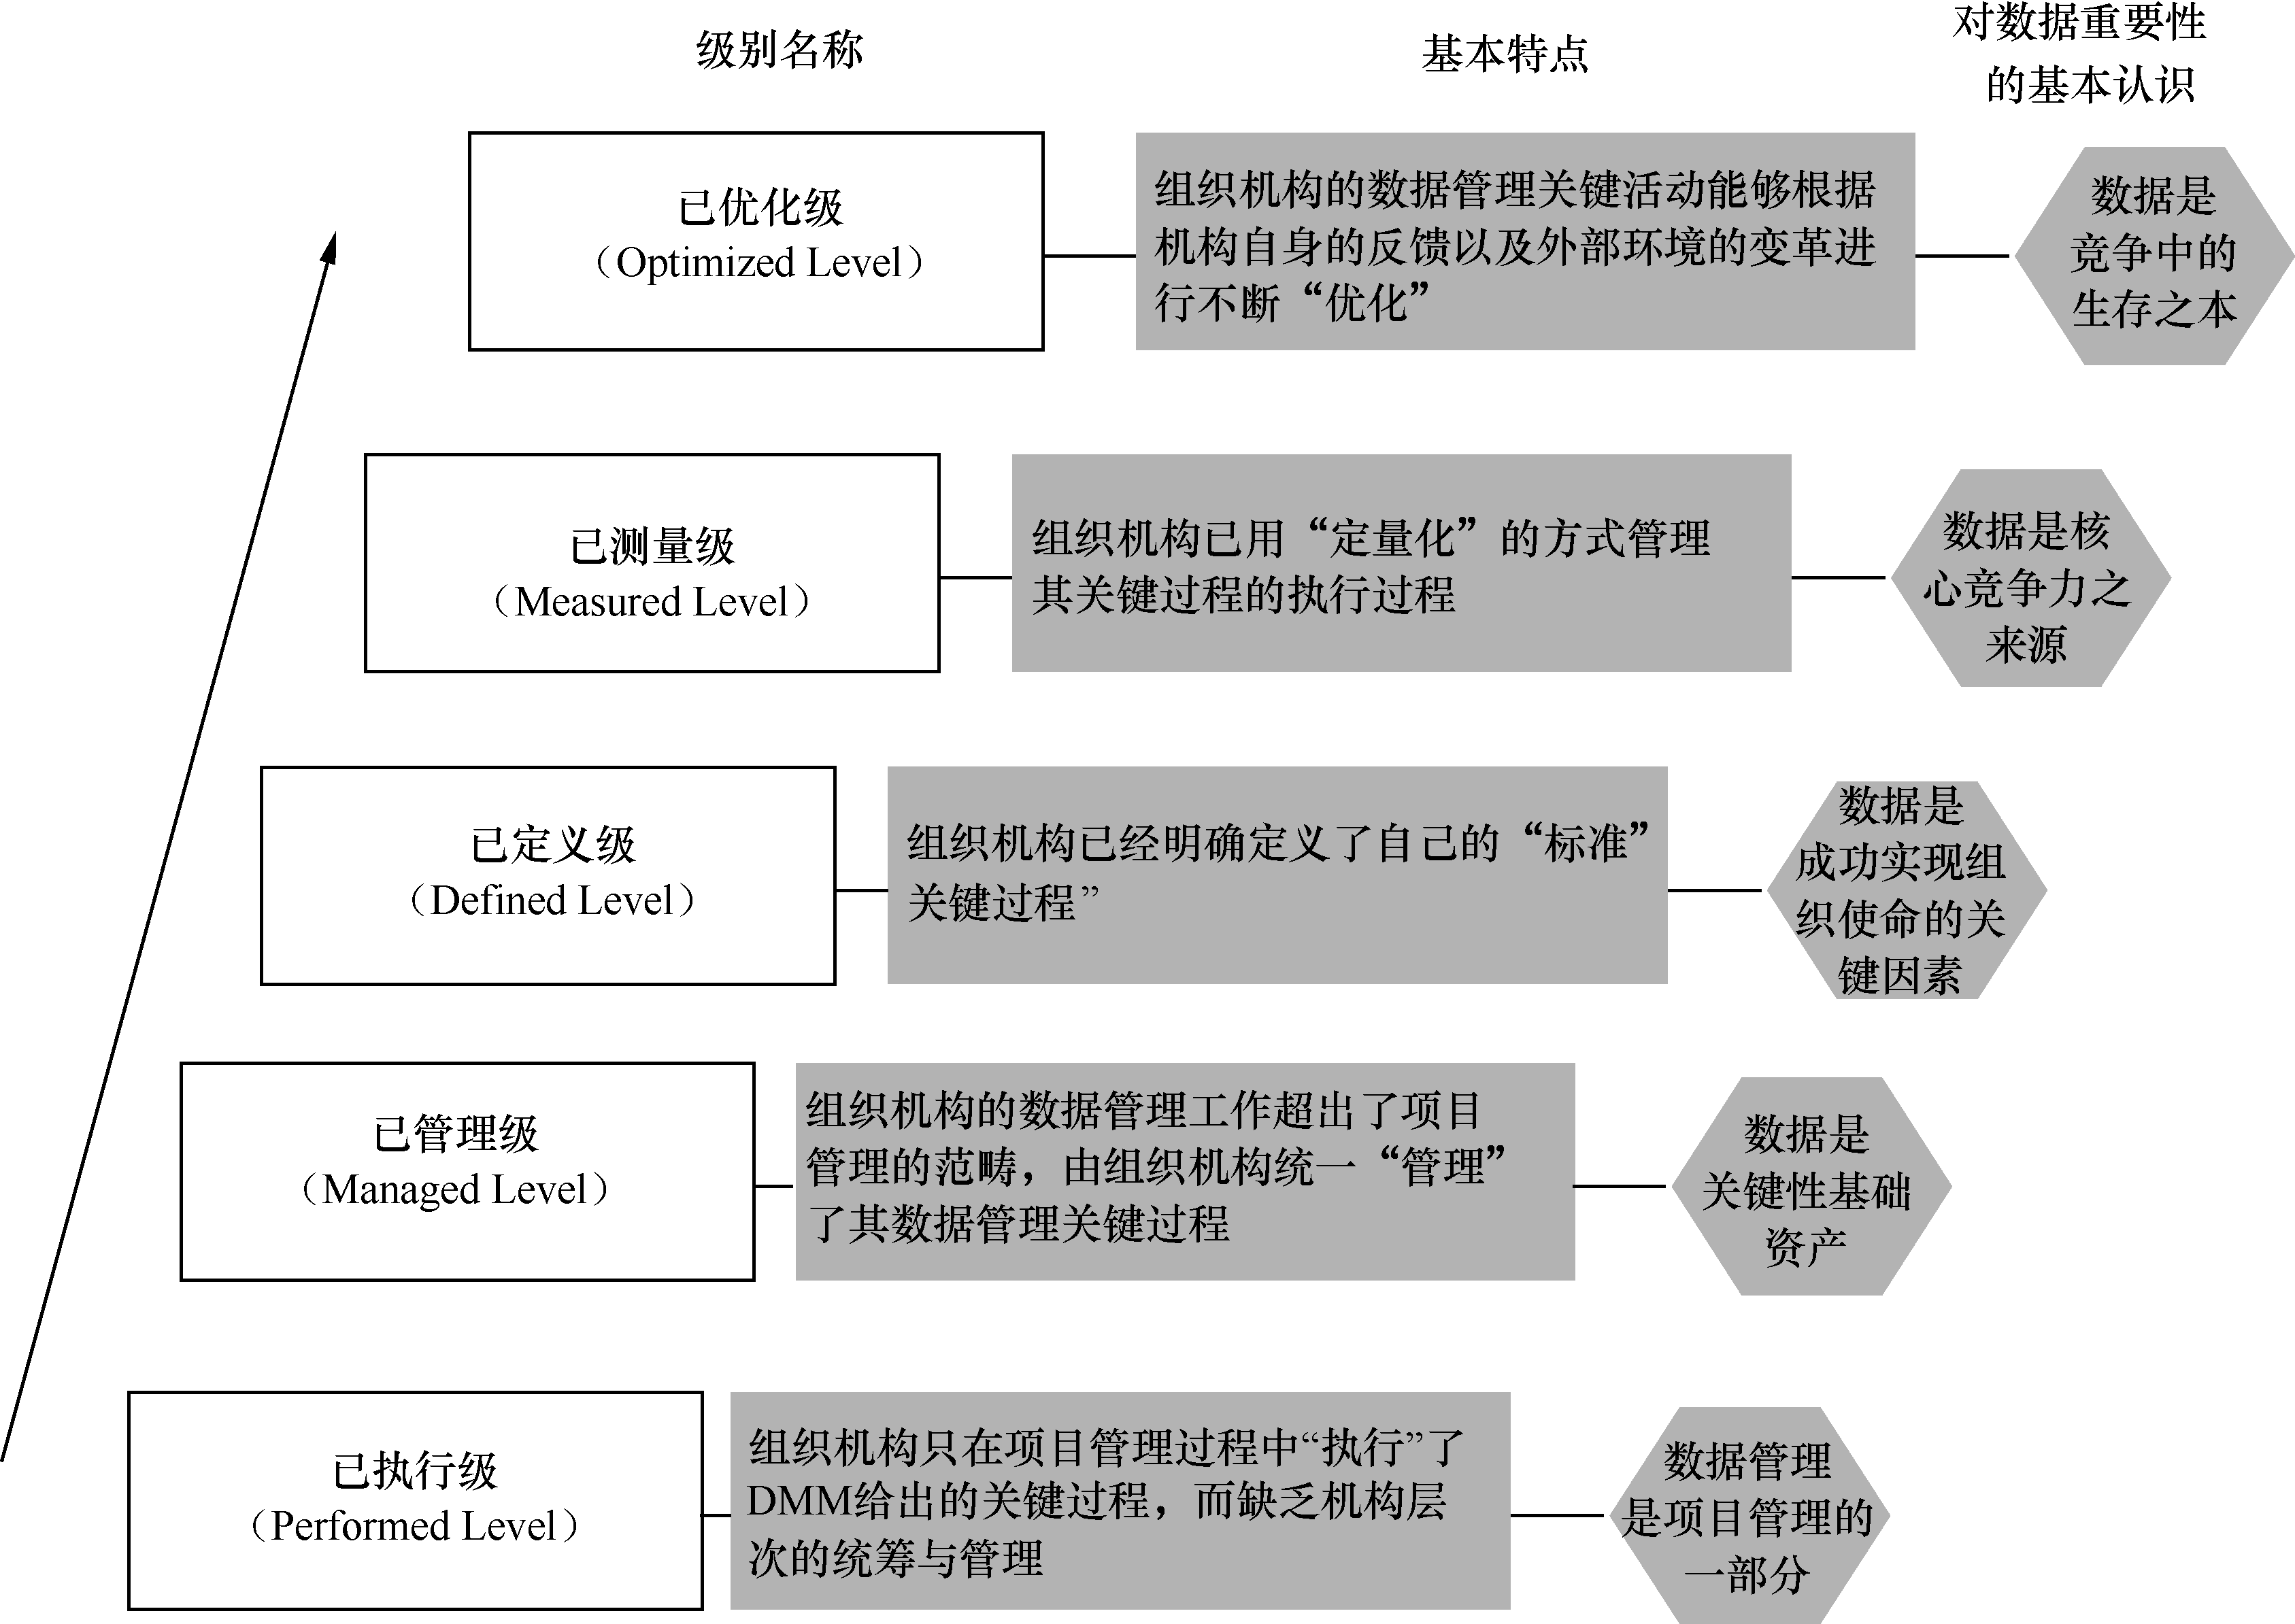 级别名称
基本特点
对数据重要性
的基本认识
已优化级
（Optimized Level）
组织机构的数据管理关键活动能够根据
机构自身的反馈以及外部环境的变革进
行不断“优化”
数据是
竞争中的
生存之本
已测量级
（Measured Level）
组织机构已用“定量化”的方式管理
其关键过程的执行过程
数据是核
心竞争力之
来源
已定义级
（Defined Level）
组织机构已经明确定义了自己的“标准”
关键过程”
数据是
成功实现组
织使命的关
键因素
已管理级
（Managed Level）
组织机构的数据管理工作超出了项目
管理的范畴，由组织机构统一“管理”
了其数据管理关键过程
数据是
关键性基础
资产
已执行级
（Performed Level）
组织机构只在项目管理过程中“执行”了
DMM给出的关键过程，而缺乏机构层
次的统筹与管理
数据管理
是项目管理的
一部分